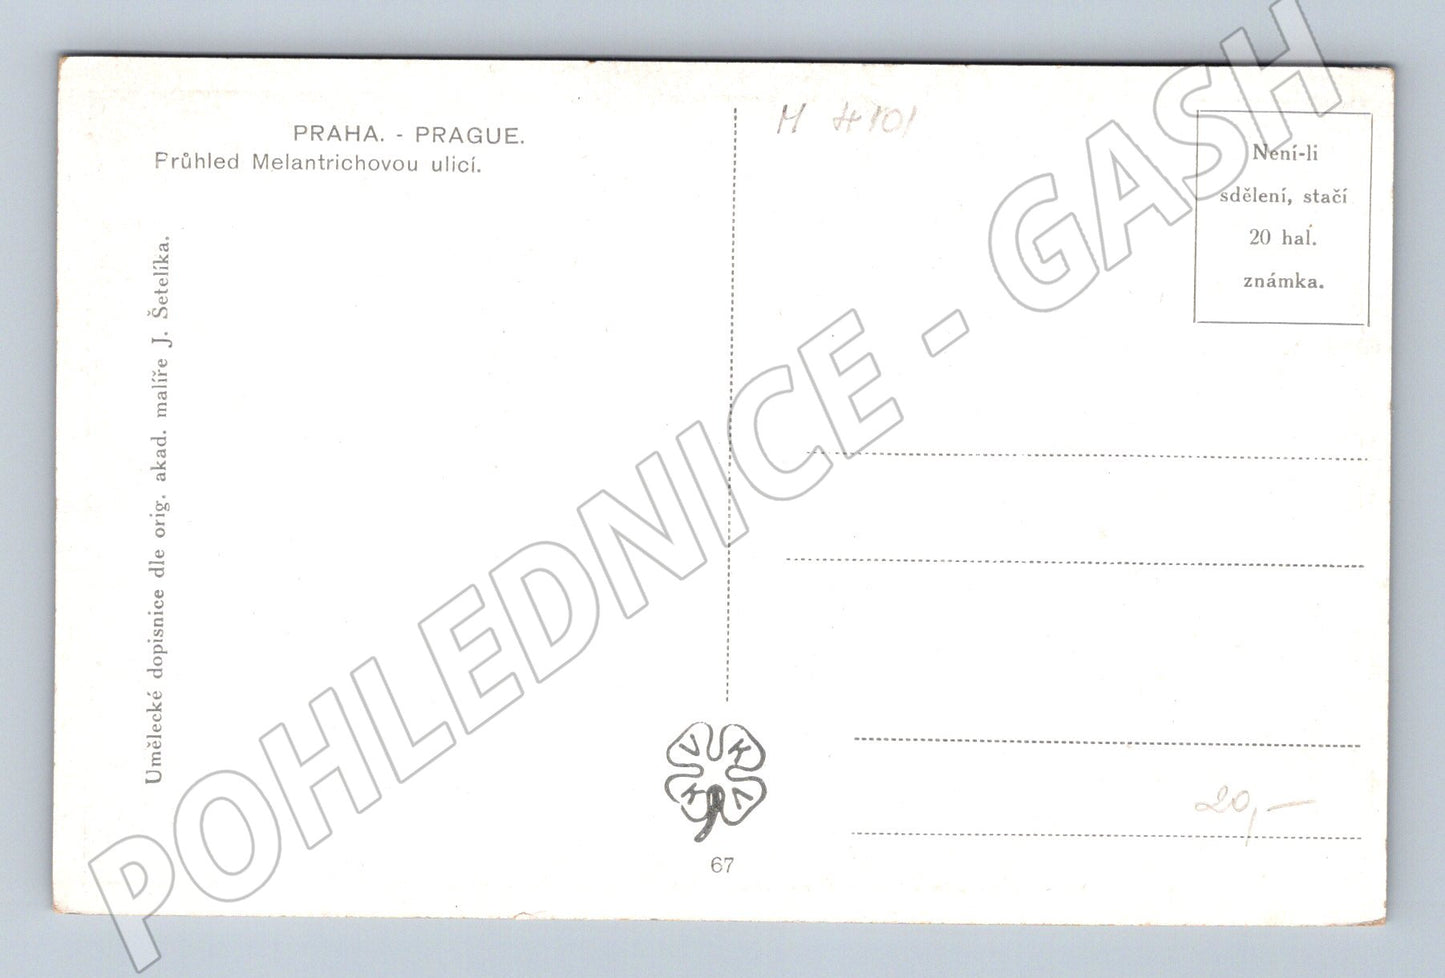 PRAHA. - PRAGUE.
Průhled Melantrichovou ulicí.
Umělecké dopisnice dle orig. akad. malíře J. Šetelíka.
M 4101
Není-li
sdělení, stačí
20 hal.
známka.
V K
K V
67
20,—
POHLEDNICE - GASH